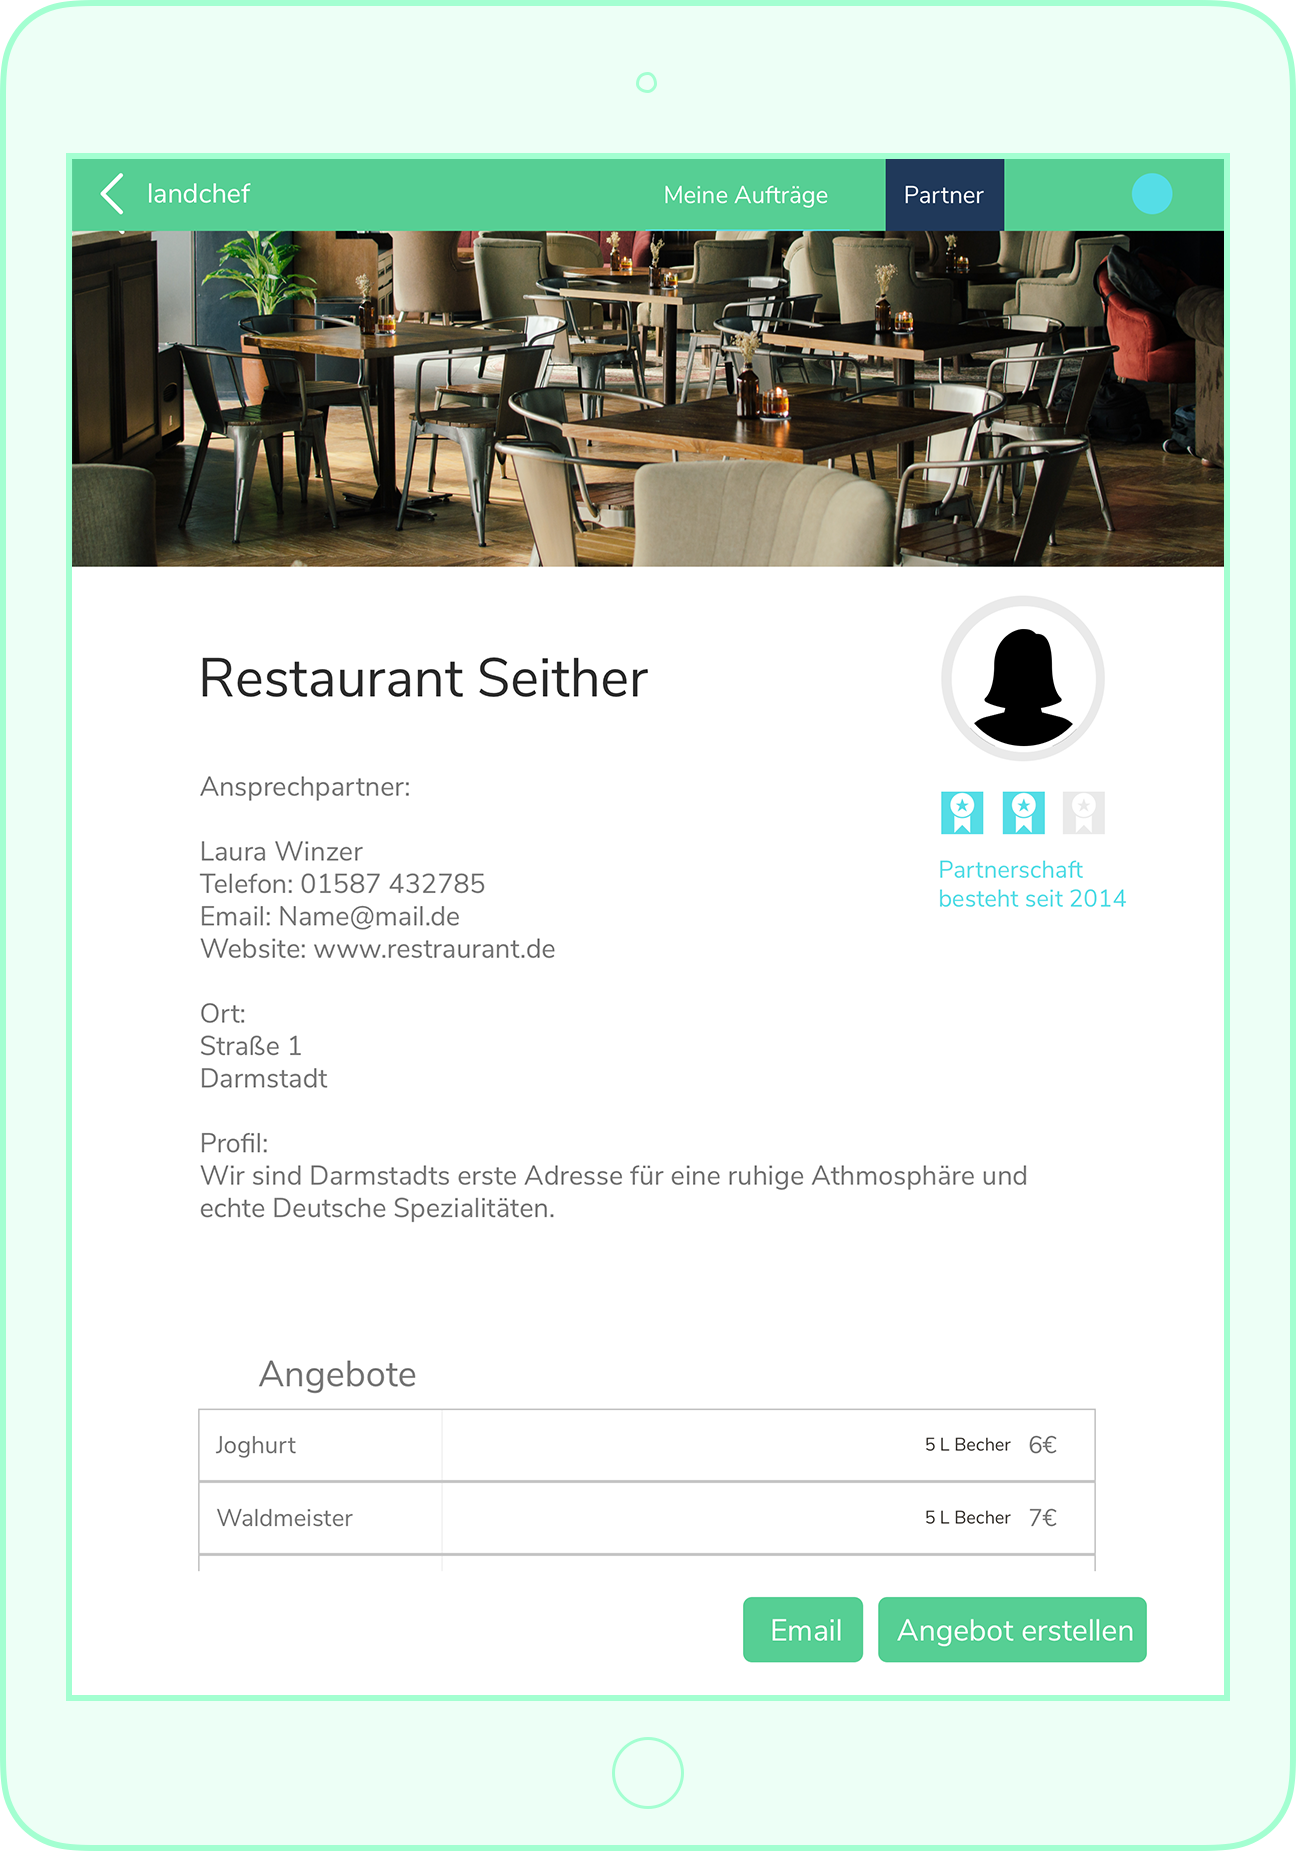 landchef
Meine Aufträge
Partner
Restaurant Seither
Ansprechpartner:
Laura Winzer
Telefon: 01587 432785
Email: Name@mail.de
Website: www.restraurant.de
Partnerschaft
besteht seit 2014
Ort:
Straße 1
Darmstadt
Profil:
Wir sind Darmstadts erste Adresse für eine ruhige Athmosphäre und
echte Deutsche Spezialitäten.
Angebote
Joghurt 5 L Becher 6€
Waldmeister 5 L Becher 7€
Email
Angebot erstellen